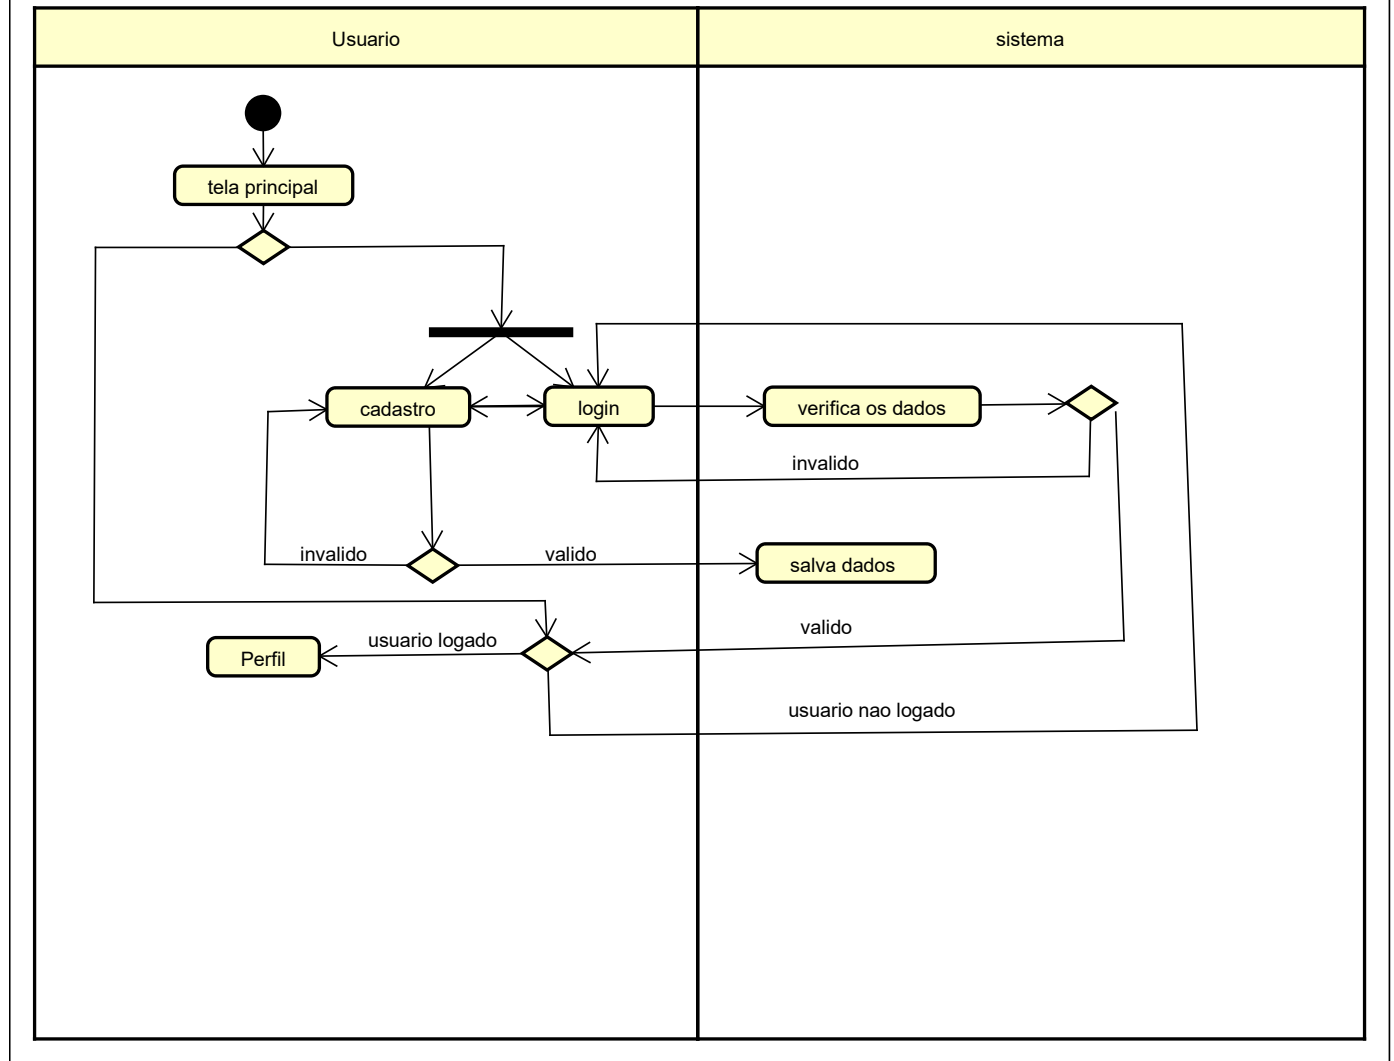 Usuario
sistema
tela principal
cadastro
login
verifica os dados
invalido
invalido
valido
salva dados
valido
usuario logado
Perfil
usuario nao logado